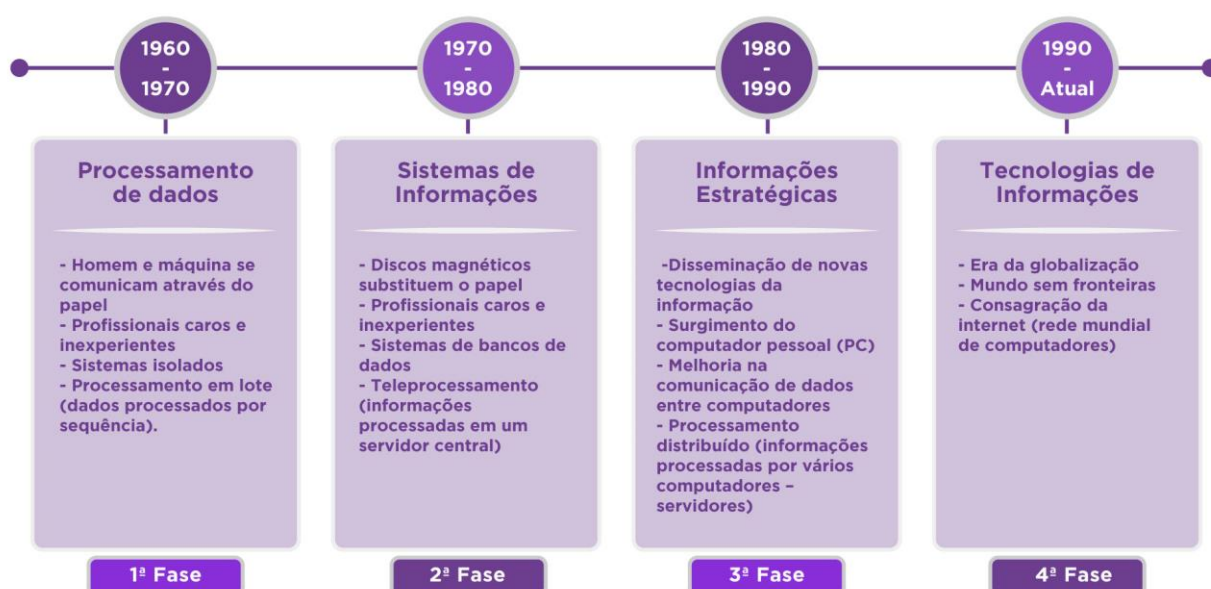 1960
-
1970
1970
-
1980
1980
-
1990
1990
-
Atual
Processamento
de dados
- Homem e máquina se
comunicam através do
papel
- Profissionais caros e
inexperientes
- Sistemas isolados
- Processamento em lote
(dados processados por
sequência).
1ª Fase
Sistemas de
Informações
- Discos magnéticos
substituem o papel
- Profissionais caros e
inexperientes
- Sistemas de bancos de
dados
- Teleprocessamento
(informações
processadas em um
servidor central)
2ª Fase
Informações
Estratégicas
-Disseminação de novas
tecnologias da
informação
- Surgimento do
computador pessoal (PC)
- Melhoria na
comunicação de dados
entre computadores
- Processamento
distribuído (informações
processadas por vários
computadores –
servidores)
3ª Fase
Tecnologias de
Informações
- Era da globalização
- Mundo sem fronteiras
- Consagração da
internet (rede mundial
de computadores)
4ª Fase